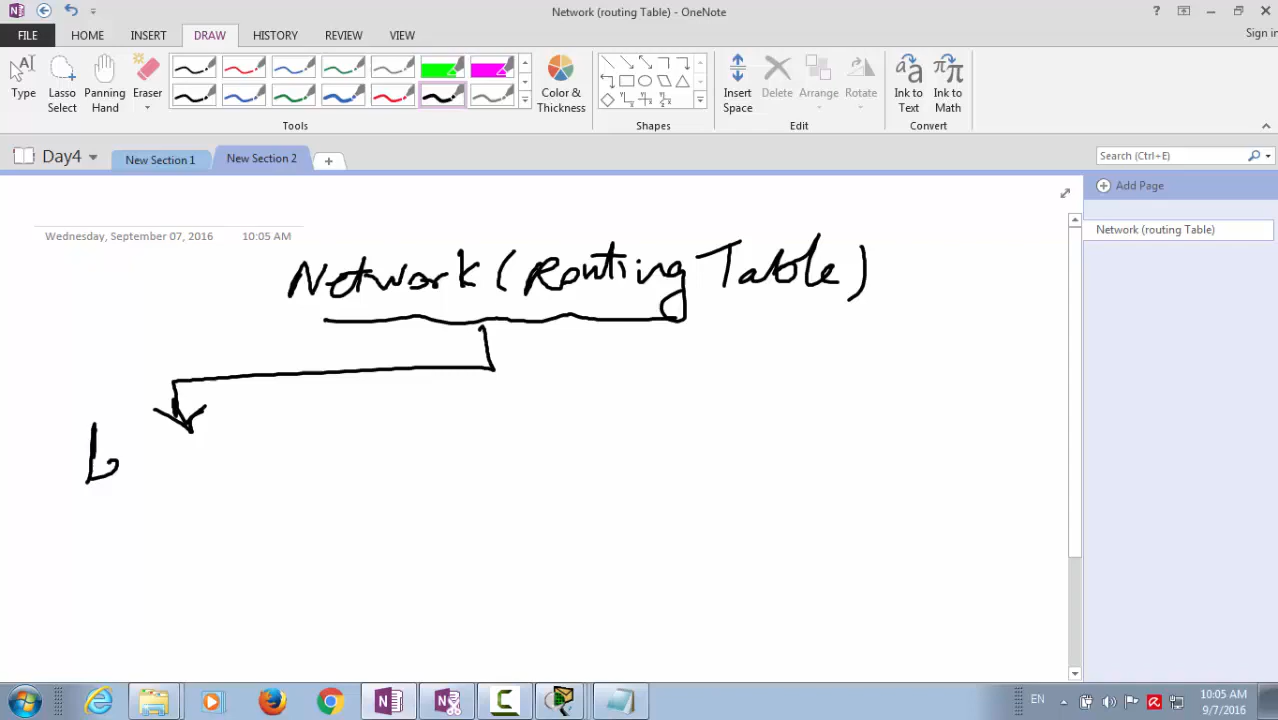 Network (routing Table) - OneNote
Sign in
FILE HOME INSERT DRAW HISTORY REVIEW VIEW
Type
Lasso Select
Panning Hand
Eraser
Color & Thickness
Insert Space
Delete
Arrange
Rotate
Ink to Text
Ink to Math
Tools
Shapes
Edit
Convert
Day4
New Section 1
New Section 2
Search (Ctrl+E)
Add Page
Network (routing Table)
Wednesday, September 07, 2016 10:05 AM
Network (Routing Table)
b
EN
10:05 AM
9/7/2016